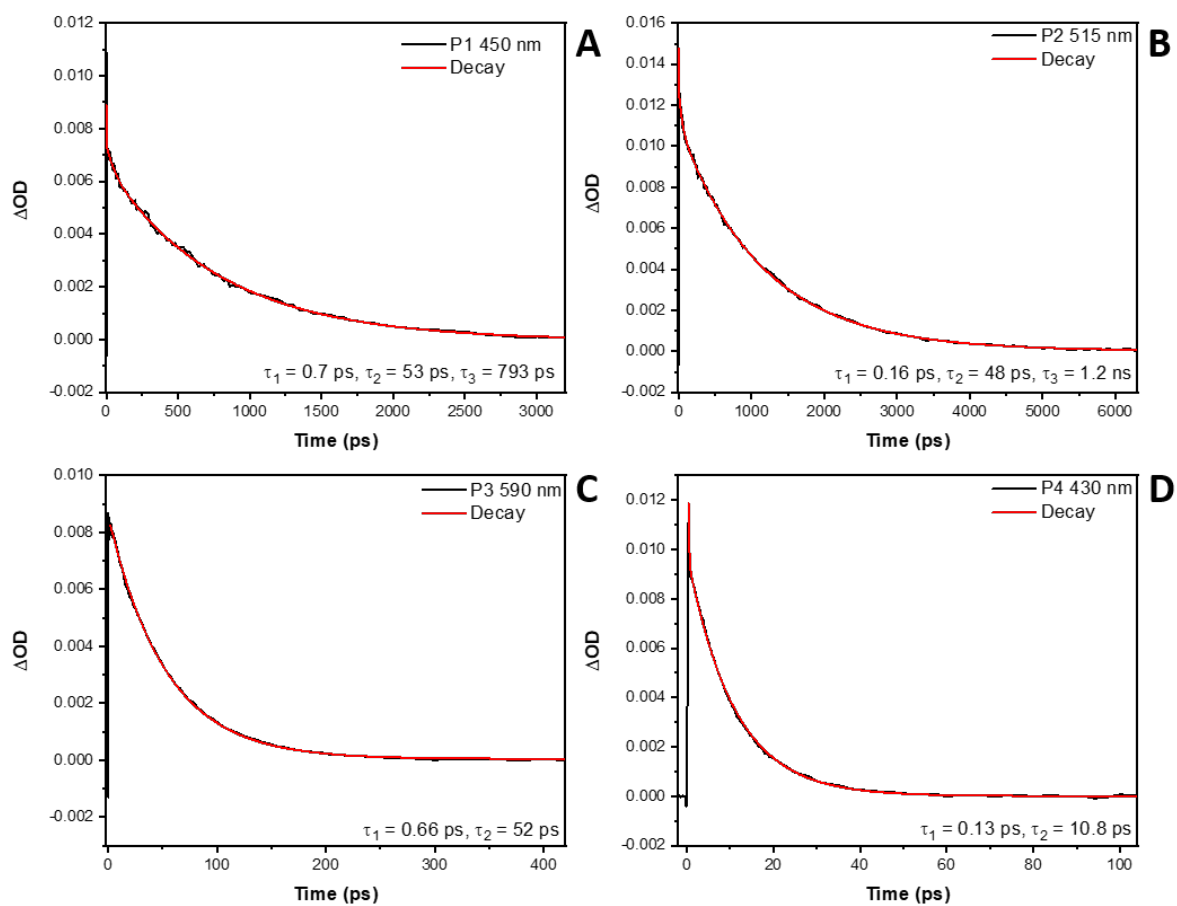 0.012
0.010
0.008
0.006
0.004
0.002
0.000
-0.002
ΔOD
P1 450 nm
Decay
A
τ1 = 0.7 ps, τ2 = 53 ps, τ3 = 793 ps
0 500 1000 1500 2000 2500 3000
Time (ps)
0.016
0.014
0.012
0.010
0.008
0.006
0.004
0.002
0.000
-0.002
ΔOD
P2 515 nm
Decay
B
τ1 = 0.16 ps, τ2 = 48 ps, τ3 = 1.2 ns
0 1000 2000 3000 4000 5000 6000
Time (ps)
0.010
0.008
0.006
0.004
0.002
0.000
-0.002
ΔOD
P3 590 nm
Decay
C
τ1 = 0.66 ps, τ2 = 52 ps
0 100 200 300 400
Time (ps)
0.012
0.010
0.008
0.006
0.004
0.002
0.000
-0.002
ΔOD
P4 430 nm
Decay
D
τ1 = 0.13 ps, τ2 = 10.8 ps
0 20 40 60 80 100
Time (ps)